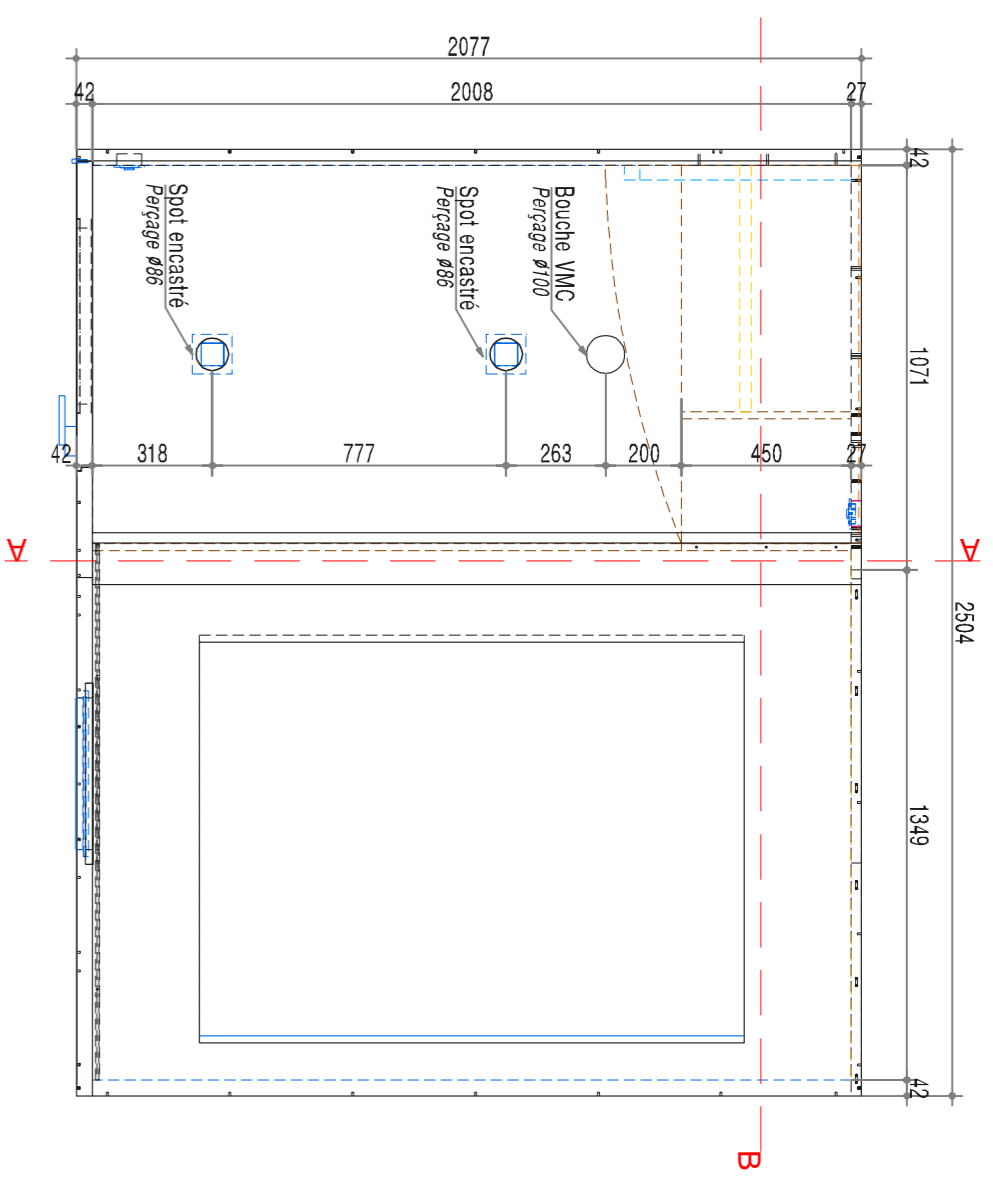 2077
42
2008
27
42
Spot encastré
Perçage ø86
Spot encastré
Perçage ø86
Bouche VMC
Perçage Ø100
1071
42
318
777
263
200
450
27
A
A
2504
1349
42
B